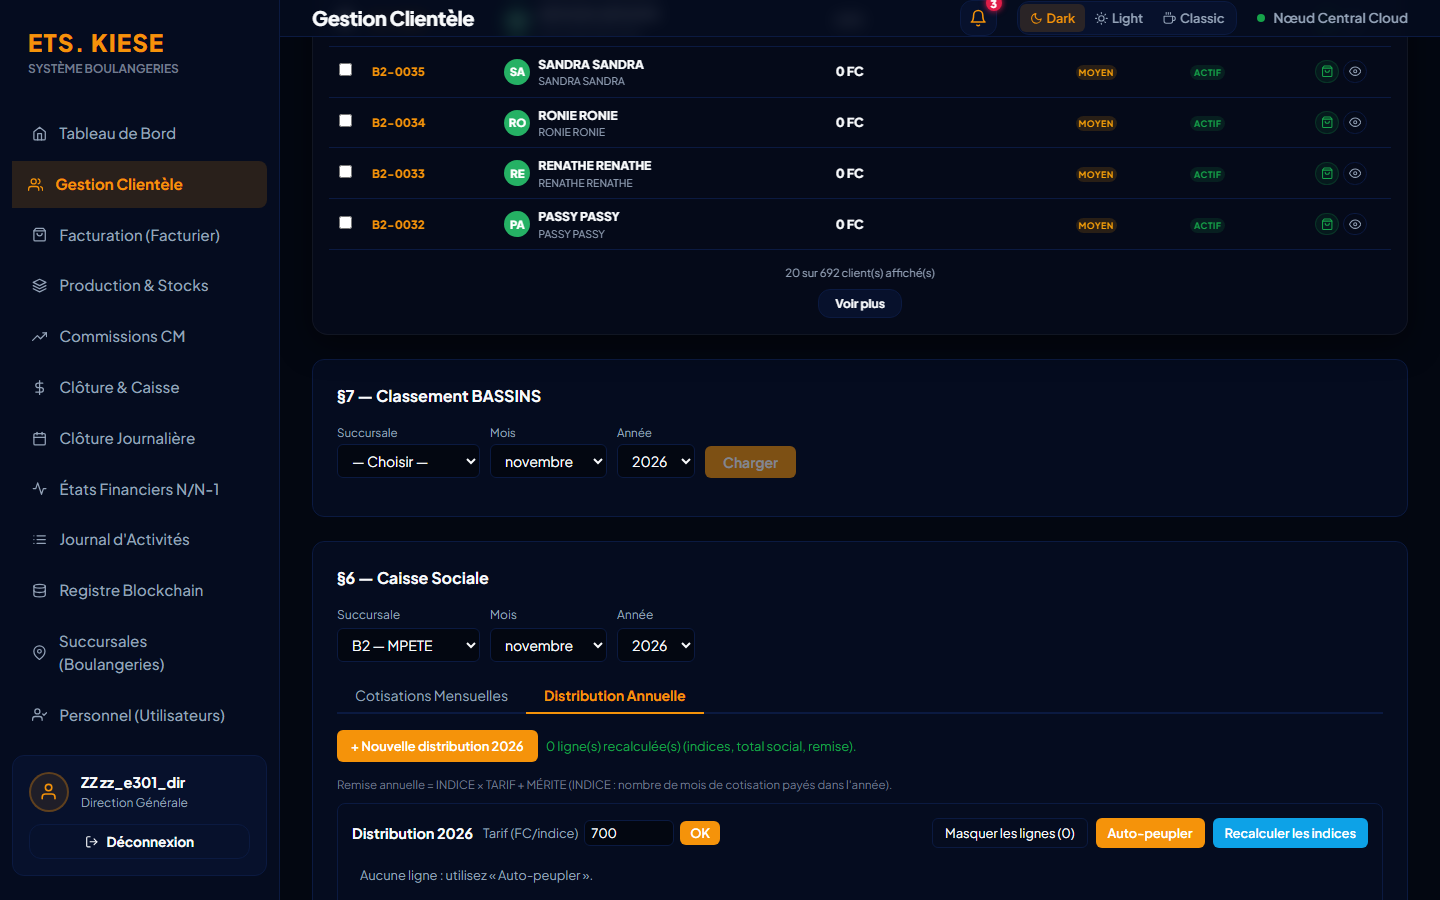 ETS. KIESE
SYSTÈME BOULANGERIES
Tableau de Bord
Gestion Clientèle
Facturation (Facturier)
Production & Stocks
Commissions CM
Clôture & Caisse
Clôture Journalière
États Financiers N/N-1
Journal d'Activités
Registre Blockchain
Succursales
(Boulangeries)
Personnel (Utilisateurs)
ZZ zz_e301_dir
Direction Générale
Déconnexion
Gestion Clientèle
3
Dark
Light
Classic
Nœud Central Cloud
B2-0035 SA SANDRA SANDRA 0 FC MOYEN ACTIF
SANDRA SANDRA
B2-0034 RO RONIE RONIE 0 FC MOYEN ACTIF
RONIE RONIE
B2-0033 RE RENATHE RENATHE 0 FC MOYEN ACTIF
RENATHE RENATHE
B2-0032 PA PASSY PASSY 0 FC MOYEN ACTIF
PASSY PASSY
20 sur 692 client(s) affiché(s)
Voir plus
§7 — Classement BASSINS
Succursale Mois Année
— Choisir — novembre 2026 Charger
§6 — Caisse Sociale
Succursale Mois Année
B2 — MPETE novembre 2026
Cotisations Mensuelles Distribution Annuelle
+ Nouvelle distribution 2026 0 ligne(s) recalculée(s) (indices, total social, remise).
Remise annuelle = INDICE × TARIF + MÉRITE (INDICE : nombre de mois de cotisation payés dans l'année).
Distribution 2026 Tarif (FC/indice) 700 OK Masquer les lignes (0) Auto-peupler Recalculer les indices
Aucune ligne : utilisez « Auto-peupler ».